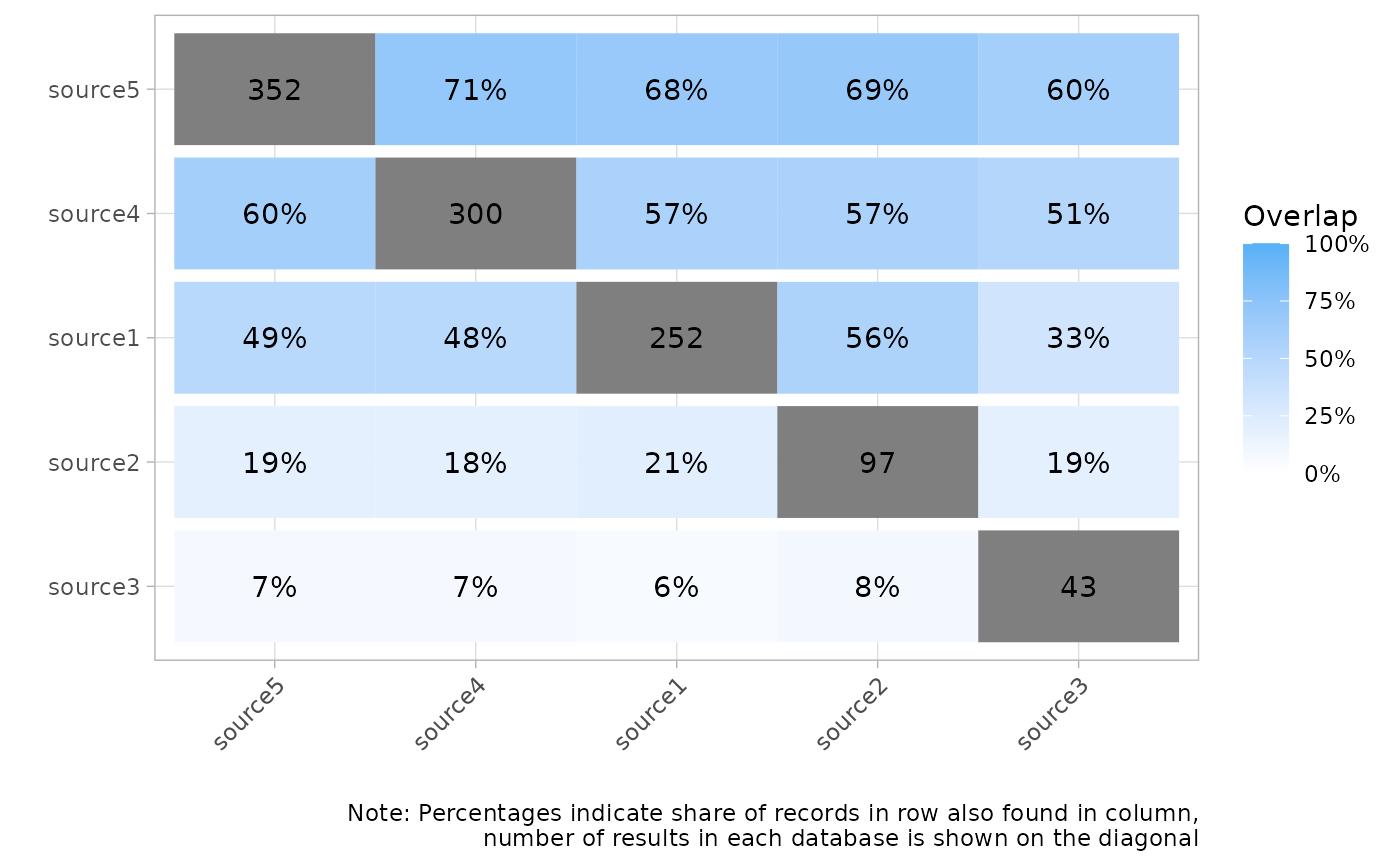 source5 352 71% 68% 69% 60%
source4 60% 300 57% 57% 51%
source1 49% 48% 252 56% 33%
source2 19% 18% 21% 97 19%
source3 7% 7% 6% 8% 43
source5 source4 source1 source2 source3
Overlap
100%
75%
50%
25%
0%
Note: Percentages indicate share of records in row also found in column,
number of results in each database is shown on the diagonal